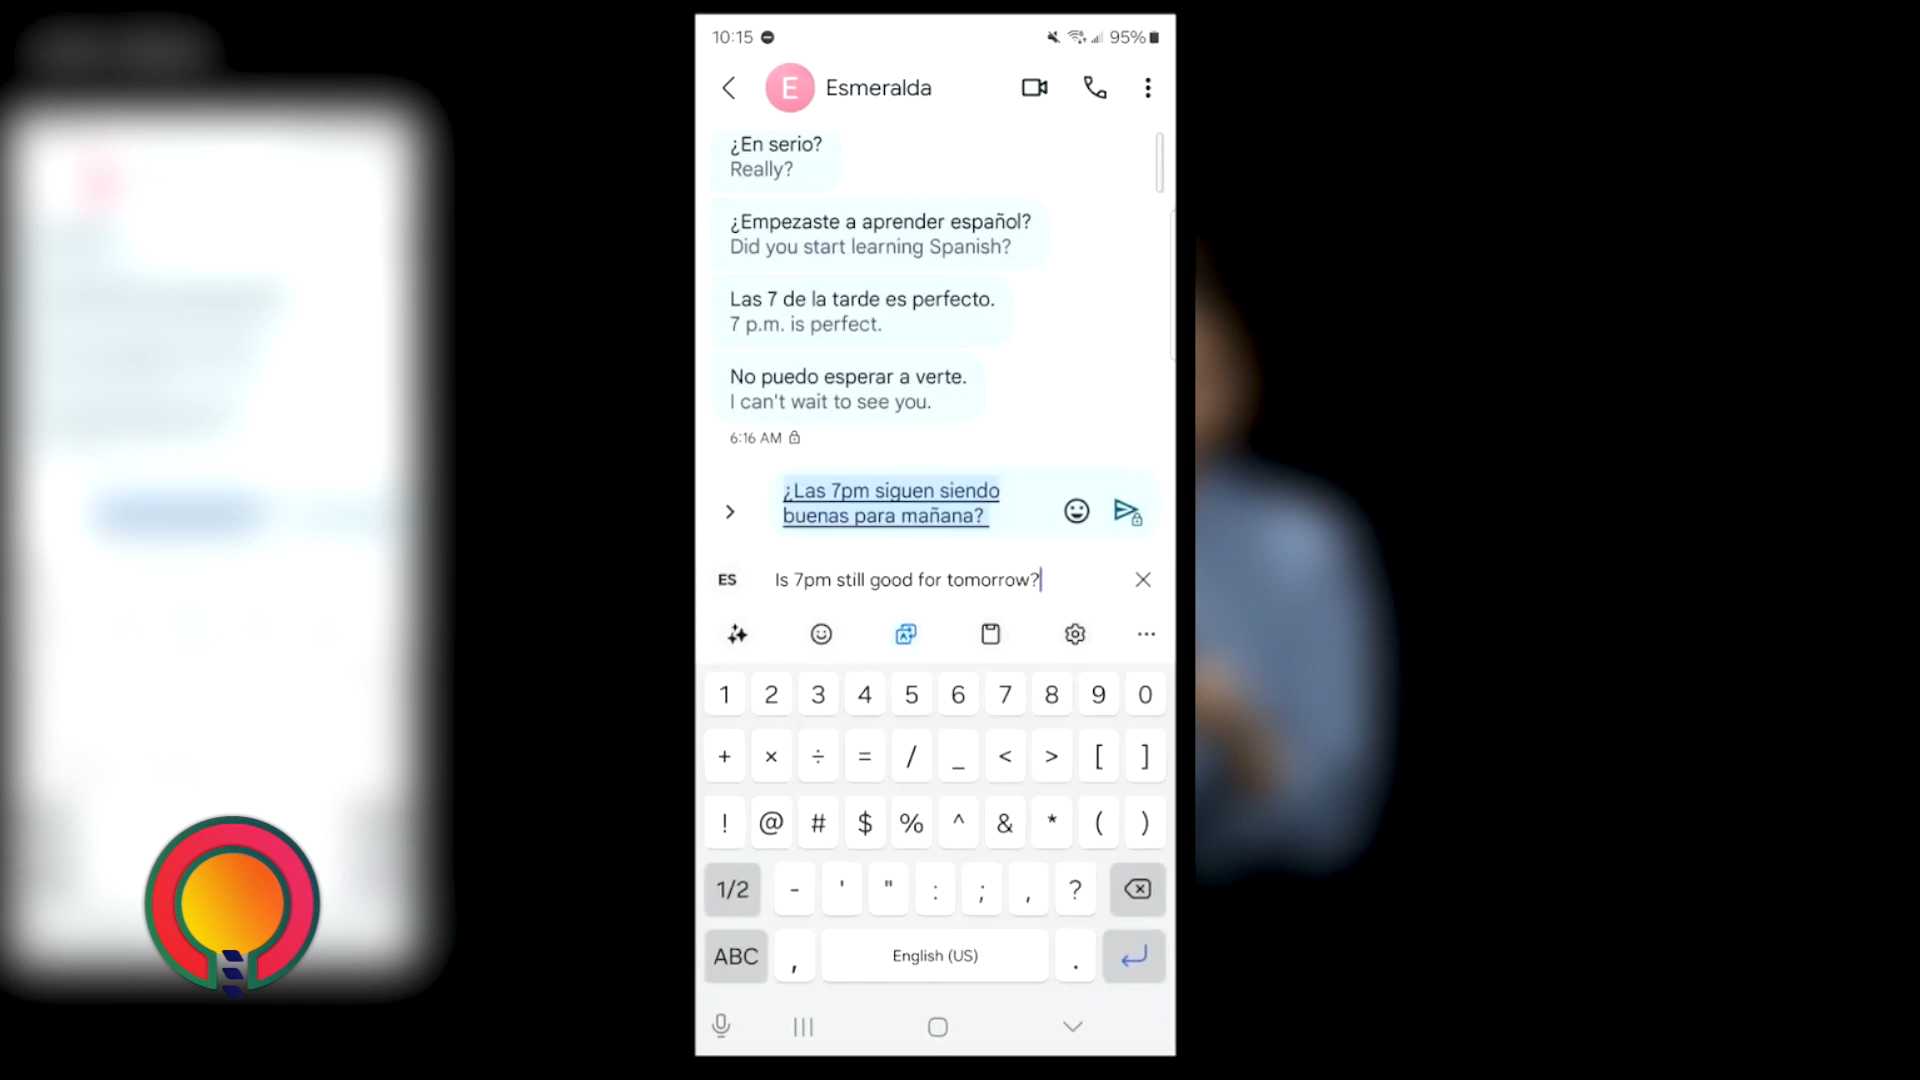 10:15
95%
E
Esmeralda
¿En serio?
Really?
¿Empezaste a aprender español?
Did you start learning Spanish?
Las 7 de la tarde es perfecto.
7 p.m. is perfect.
No puedo esperar a verte.
I can't wait to see you.
6:16 AM
¿Las 7pm siguen siendo
buenas para mañana?
ES
Is 7pm still good for tomorrow?
1 2 3 4 5 6 7 8 9 0
+ × ÷ = / _ < > [ ]
! @ # $ % ^ & * ( )
1/2 - ' " : ; , ?
ABC , English (US) .